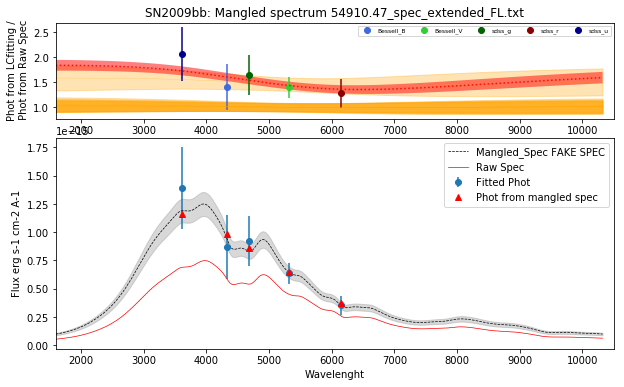 SN2009bb: Mangled spectrum 54910.47_spec_extended_FL.txt
Phot from LCfitting /
Phot from Raw Spec
2.5
2.0
1.5
1.0
Bessell_B
Bessell_V
sdss_g
sdss_r
sdss_u
2000 3000 4000 5000 6000 7000 8000 9000 10000
Flux erg s-1 cm-2 A-1
1.75
1.50
1.25
1.00
0.75
0.50
0.25
0.00
Mangled_Spec FAKE SPEC
Raw Spec
Fitted Phot
Phot from mangled spec
2000 3000 4000 5000 6000 7000 8000 9000 10000
Wavelenght